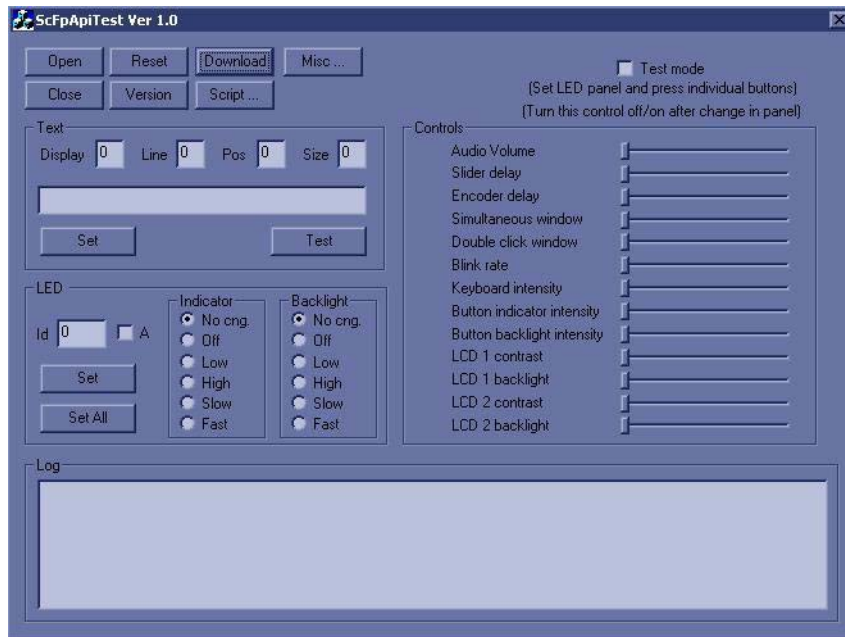 ScFpApiTest Ver 1.0
Open Reset Download Misc ...
Close Version Script ...
Test mode
(Set LED panel and press individual buttons)
(Turn this control off/on after change in panel)
Text
Display 0 Line 0 Pos 0 Size 0
Set Test
LED
Id 0 A
Set
Set All
Indicator
No cng.
Off
Low
High
Slow
Fast
Backlight
No cng.
Off
Low
High
Slow
Fast
Controls
Audio Volume
Slider delay
Encoder delay
Simultaneous window
Double click window
Blink rate
Keyboard intensity
Button indicator intensity
Button backlight intensity
LCD 1 contrast
LCD 1 backlight
LCD 2 contrast
LCD 2 backlight
Log